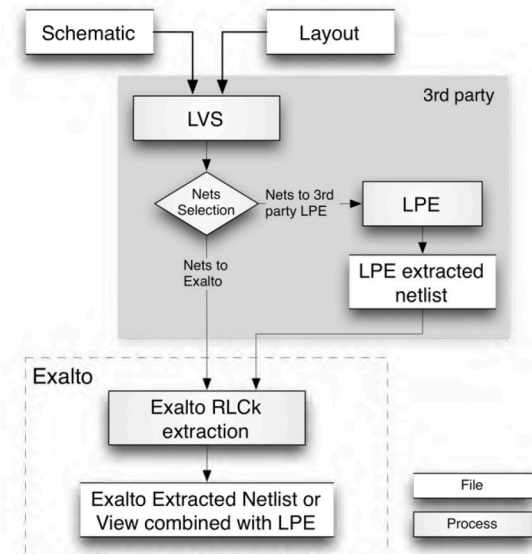 Schematic
Layout
3rd party
LVS
Nets
Selection
Nets to 3rd
party LPE
LPE
Nets to
Exalto
LPE extracted
netlist
Exalto
Exalto RLCk
extraction
Exalto Extracted Netlist or
View combined with LPE
File
Process